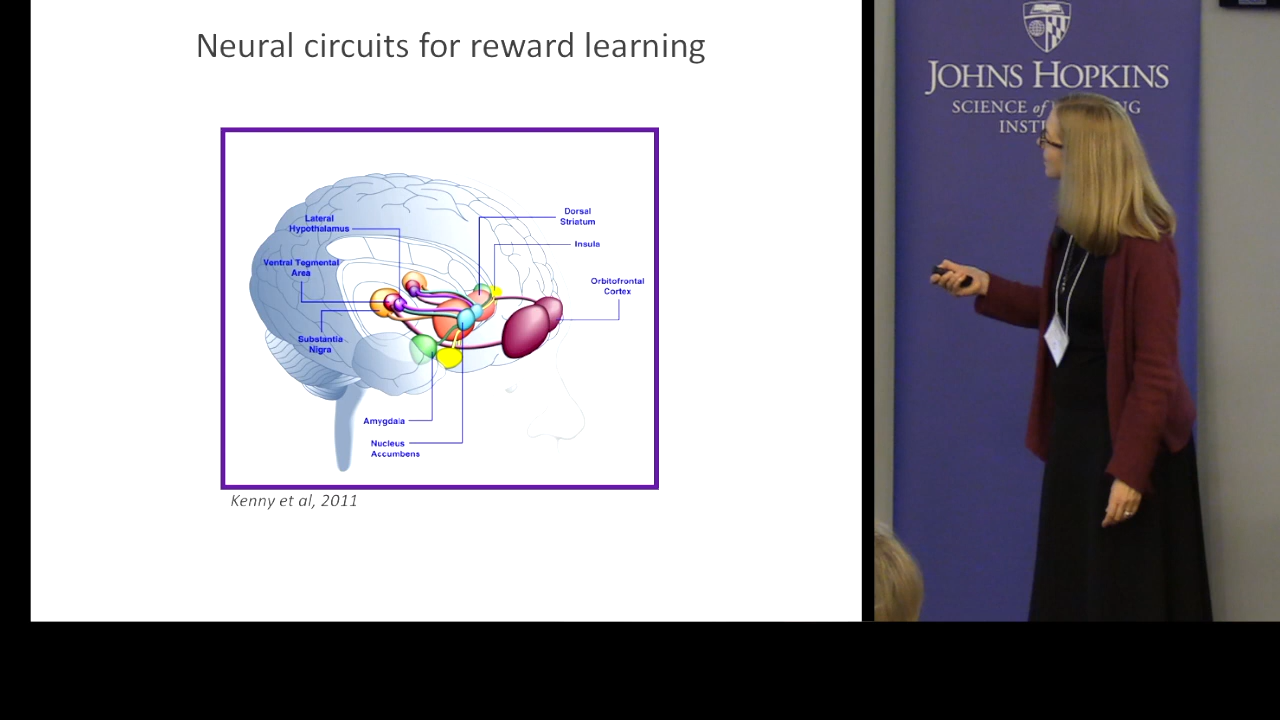 Neural circuits for reward learning
Lateral
Hypothalamus
Ventral Tegmental
Area
Substantia
Nigra
Dorsal
Striatum
Insula
Orbitofrontal
Cortex
Amygdala
Nucleus
Accumbens
Kenny et al, 2011
JOHNS HOPKINS
SCIENCE of